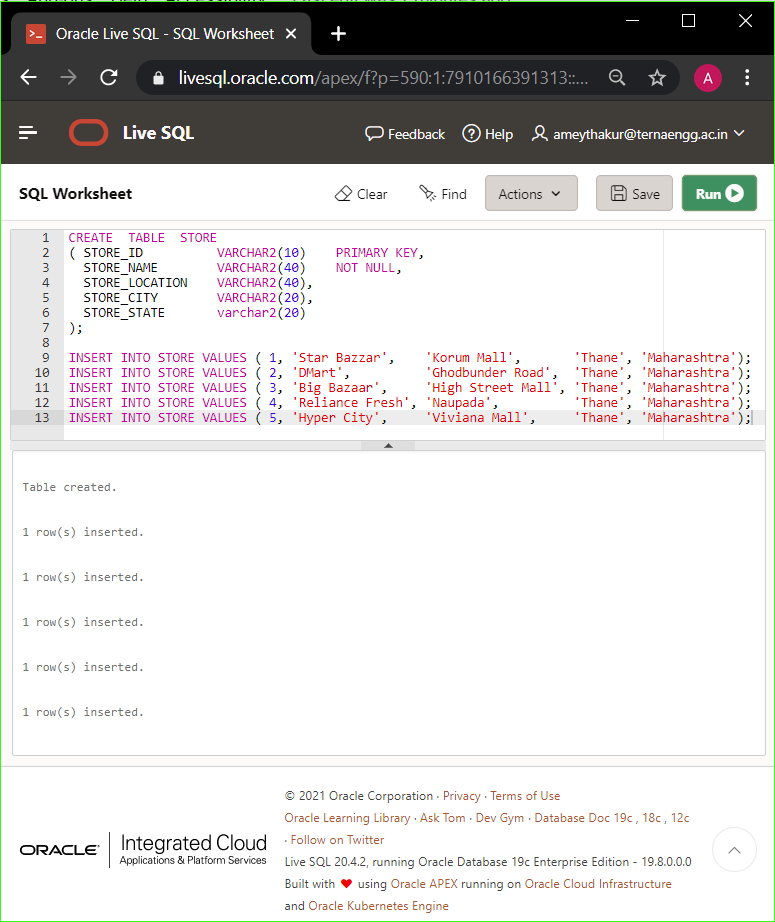 Oracle Live SQL - SQL Worksheet
livesql.oracle.com/apex/f?p=590:1:7910166391313::...
A
Live SQL
Feedback
Help
ameythakur@ternaengg.ac.in
SQL Worksheet
Clear
Find
Actions
Save
Run
1 CREATE TABLE STORE
2 ( STORE_ID VARCHAR2(10) PRIMARY KEY,
3 STORE_NAME VARCHAR2(40) NOT NULL,
4 STORE_LOCATION VARCHAR2(40),
5 STORE_CITY VARCHAR2(20),
6 STORE_STATE varchar2(20)
7 );
8
9 INSERT INTO STORE VALUES ( 1, 'Star Bazzar', 'Korum Mall', 'Thane', 'Maharashtra');
10 INSERT INTO STORE VALUES ( 2, 'DMart', 'Ghodbunder Road', 'Thane', 'Maharashtra');
11 INSERT INTO STORE VALUES ( 3, 'Big Bazaar', 'High Street Mall', 'Thane', 'Maharashtra');
12 INSERT INTO STORE VALUES ( 4, 'Reliance Fresh', 'Naupada', 'Thane', 'Maharashtra');
13 INSERT INTO STORE VALUES ( 5, 'Hyper City', 'Viviana Mall', 'Thane', 'Maharashtra');
Table created.
1 row(s) inserted.
1 row(s) inserted.
1 row(s) inserted.
1 row(s) inserted.
1 row(s) inserted.
ORACLE
Integrated Cloud
Applications & Platform Services
© 2021 Oracle Corporation · Privacy · Terms of Use
Oracle Learning Library · Ask Tom · Dev Gym · Database Doc 19c , 18c , 12c
· Follow on Twitter
Live SQL 20.4.2, running Oracle Database 19c Enterprise Edition - 19.8.0.0.0
Built with ♥ using Oracle APEX running on Oracle Cloud Infrastructure
and Oracle Kubernetes Engine